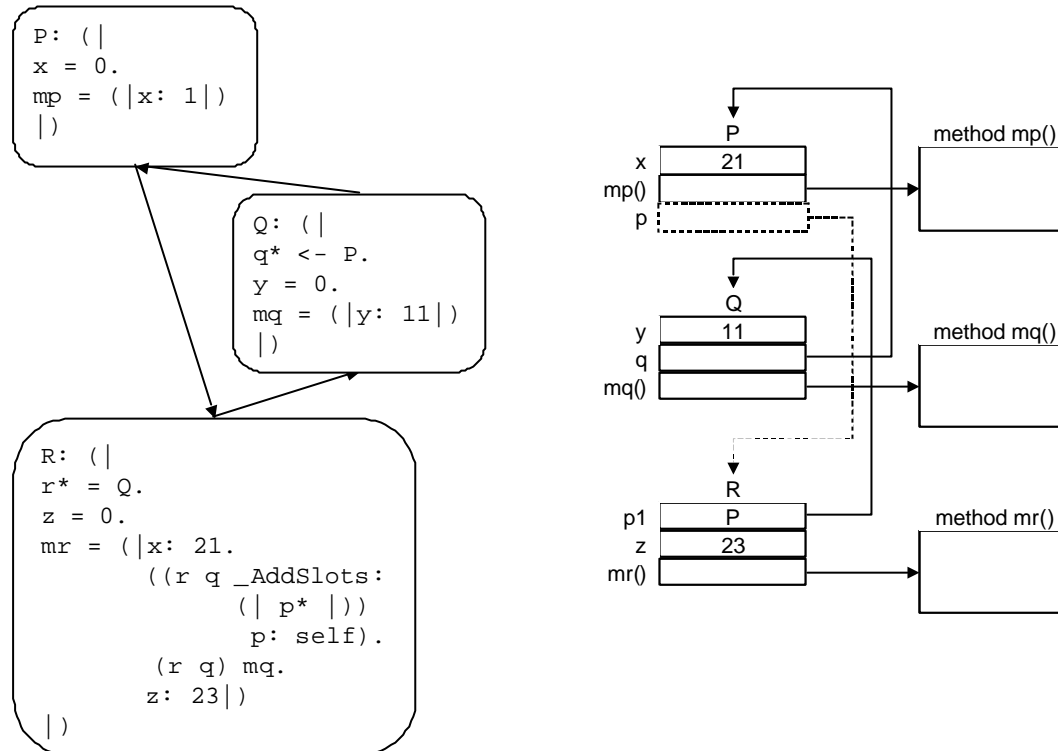 P: (|
x = 0.
mp = (|x: 1|)
|)
Q: (|
q* <- P.
y = 0.
mq = (|y: 11|)
|)
R: (|
r* = Q.
z = 0.
mr = (|x: 21.
((r q _AddSlots:
(| p* |))
p: self).
(r q) mq.
z: 23|)
|)
P
x 21
mp()
p
method mp()
Q
y 11
q
mq()
method mq()
R
p1 P
z 23
mr()
method mr()